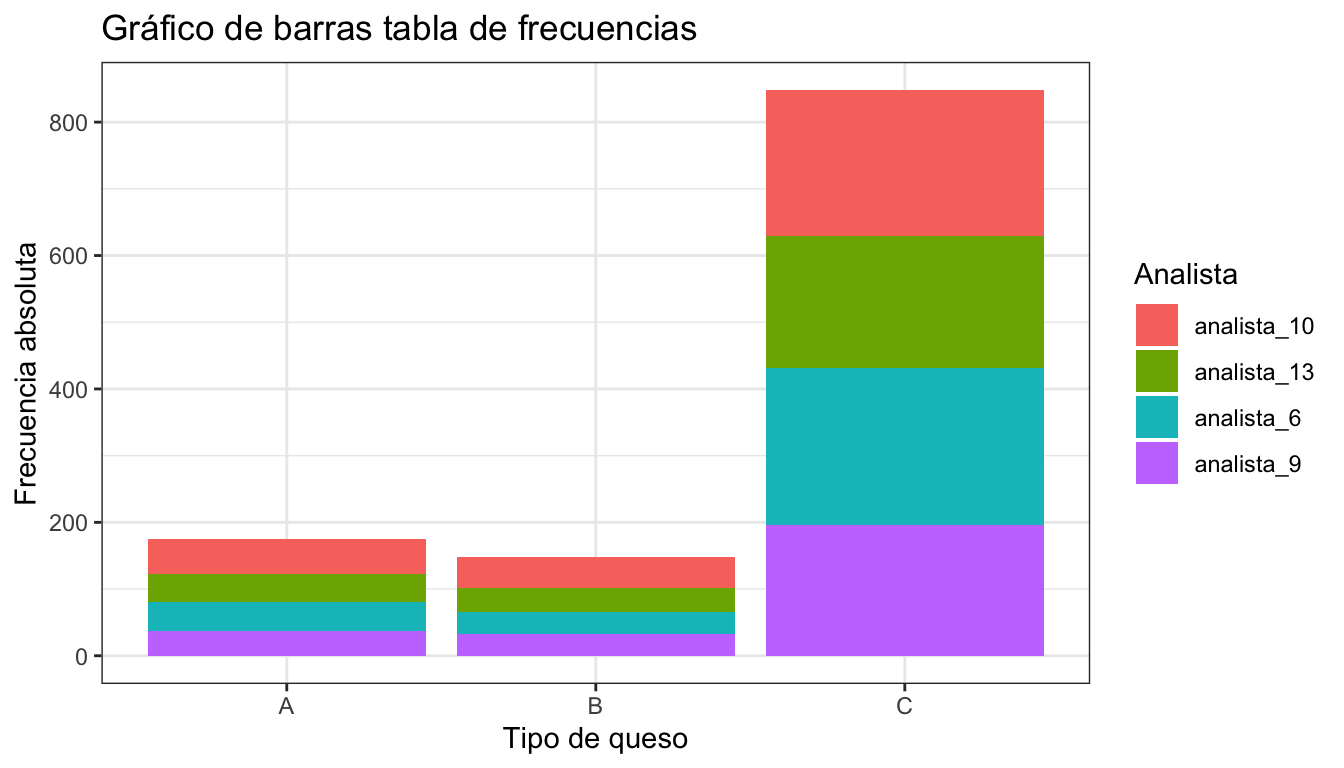 Gráfico de barras tabla de frecuencias
Frecuencia absoluta
800
600
400
200
0
A
B
C
Tipo de queso
Analista
analista_10
analista_13
analista_6
analista_9